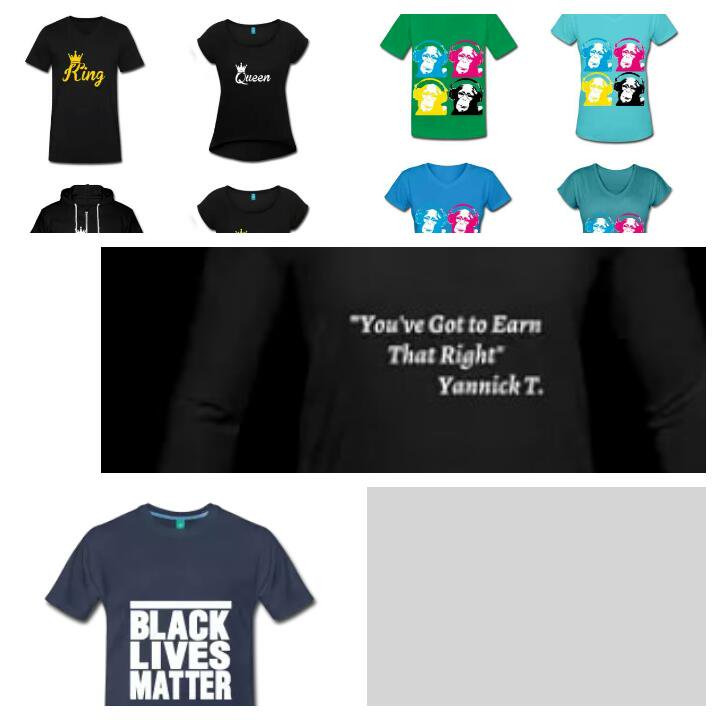 King
Queen
"You've Got to Earn
That Right"
Yannick T.
BLACK
LIVES
MATTER